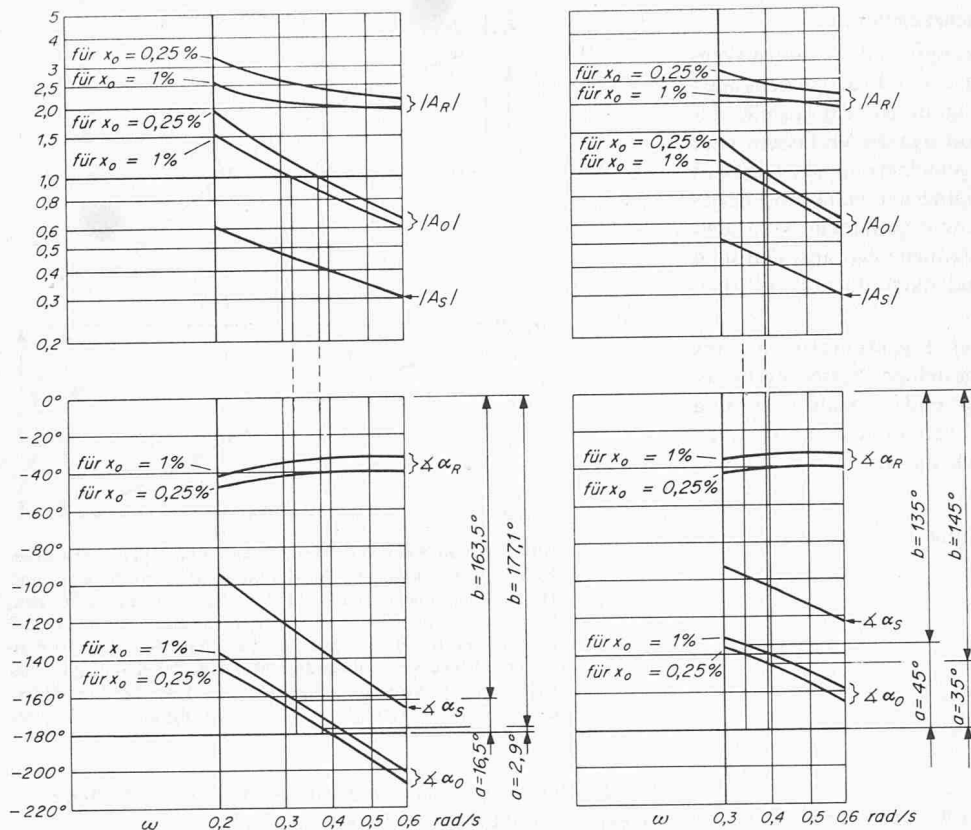 5
4
3
2,5
2,0
1,5
1,0
0,8
0,6
0,5
0,4
0,3
0,2
für x₀ = 0,25%
für x₀ = 1%
für x₀ = 0,25%
für x₀ = 1%
|A_R|
|A_O|
|A_S|
für x₀ = 0,25%
für x₀ = 1%
für x₀ = 0,25%
für x₀ = 1%
|A_R|
|A_O|
|A_S|
0°
-20°
-40°
-60°
-80°
-100°
-120°
-140°
-160°
-180°
-200°
-220°
für x₀ = 1%
für x₀ = 0,25%
für x₀ = 1%
für x₀ = 0,25%
∡ α_R
∡ α_S
∡ α_O
b = 163,5°
b = 177,1°
a = 16,5°
a = 2,9°
ω 0,2 0,3 0,4 0,5 0,6 rad/s
für x₀ = 1%
für x₀ = 0,25%
für x₀ = 1%
für x₀ = 0,25%
∡ α_R
∡ α_S
∡ α_O
b = 135°
b = 145°
a = 45°
a = 35°
ω 0,3 0,4 0,5 0,6 rad/s